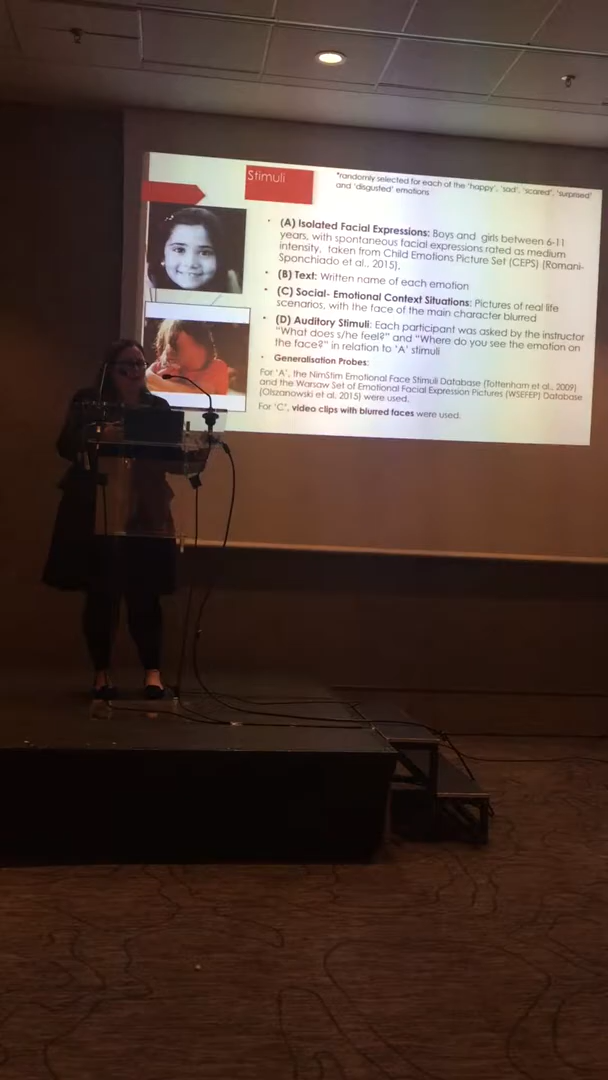 Stimuli
*randomly selected for each of the 'happy', 'sad', 'scared', 'surprised'
and 'disgusted' emotions
• (A) Isolated Facial Expressions: Boys and girls between 6-11
years, with spontaneous facial expressions rated as medium
intensity, taken from Child Emotions Picture Set (CEPS) (Romani-
Sponchiado et al., 2015).
• (B) Text: Written name of each emotion
• (C) Social- Emotional Context Situations: Pictures of real life
scenarios, with the face of the main character blurred
• (D) Auditory Stimuli: Each participant was asked by the instructor
"What does s/he feel?" and "Where do you see the emotion on
the face?" in relation to 'A' stimuli
• Generalisation Probes:
For 'A', the NimStim Emotional Face Stimuli Database (Tottenham et al., 2009)
and the Warsaw Set of Emotional Facial Expression Pictures (WSEFEP) Database
(Olszanowski et al. 2015) were used.
For 'C', video clips with blurred faces were used.